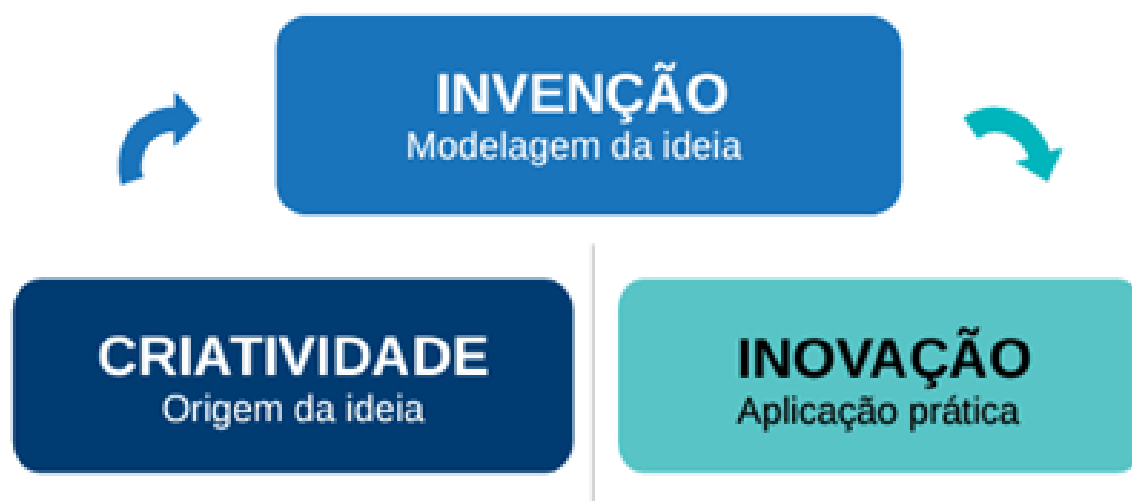 INVENÇÃO
Modelagem da ideia
CRIATIVIDADE
Origem da ideia
INOVAÇÃO
Aplicação prática